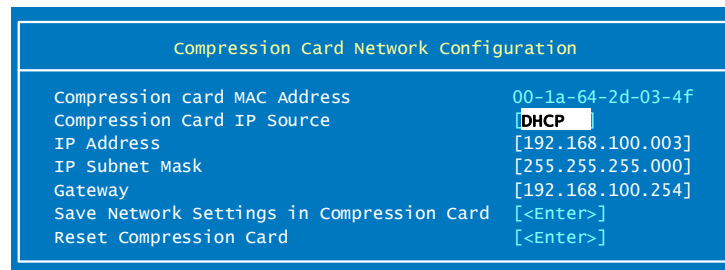 Compression Card Network Configuration
Compression card MAC Address 00-1a-64-2d-03-4f
Compression Card IP Source [DHCP ]
IP Address [192.168.100.003]
IP Subnet Mask [255.255.255.000]
Gateway [192.168.100.254]
Save Network Settings in Compression Card [<Enter>]
Reset Compression Card [<Enter>]